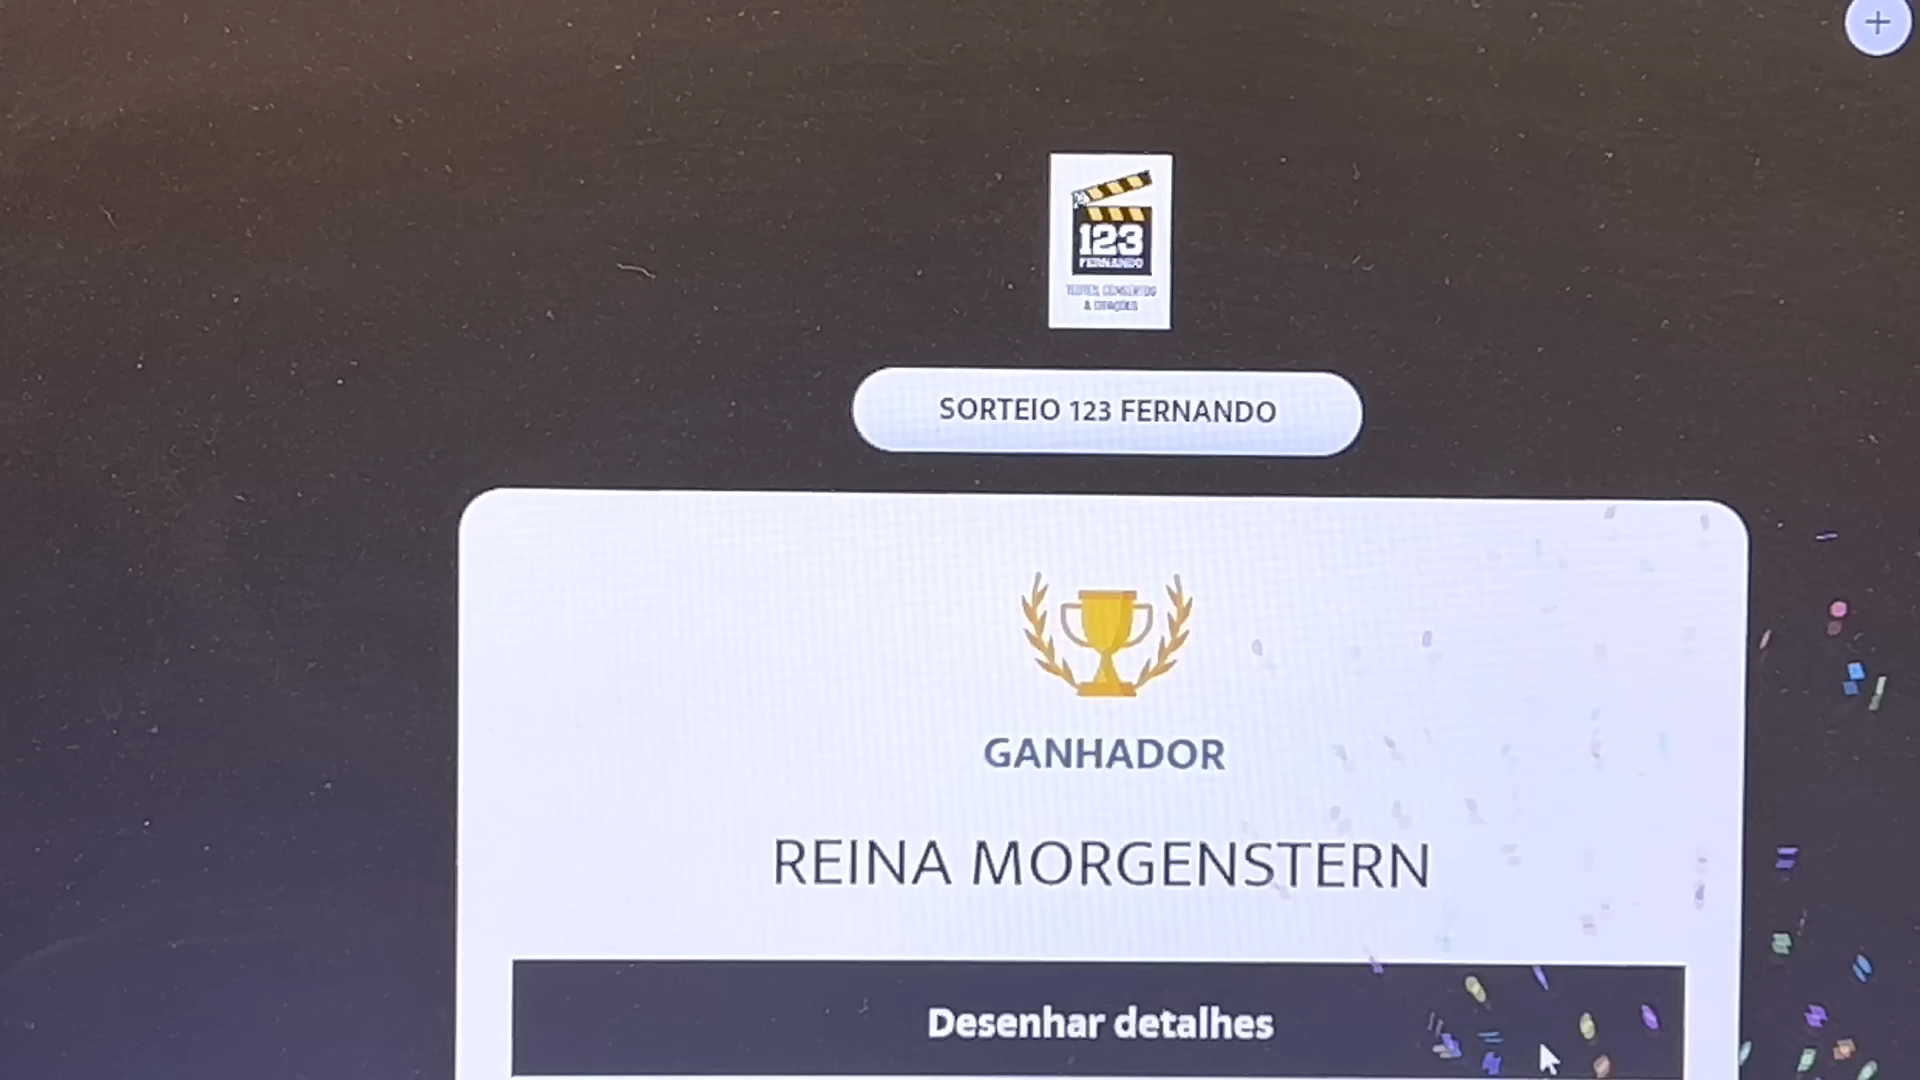 123
FERNANDO
SORTEIO 123 FERNANDO
GANHADOR
REINA MORGENSTERN
Desenhar detalhes